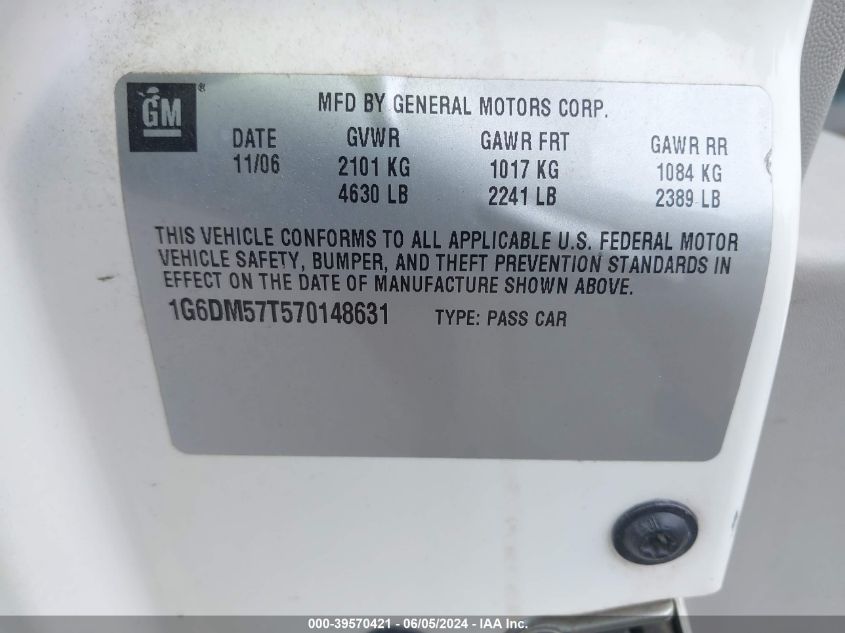 GM ®
MFD BY GENERAL MOTORS CORP.
DATE GVWR GAWR FRT GAWR RR
11/06 2101 KG 1017 KG 1084 KG
4630 LB 2241 LB 2389 LB
THIS VEHICLE CONFORMS TO ALL APPLICABLE U.S. FEDERAL MOTOR
VEHICLE SAFETY, BUMPER, AND THEFT PREVENTION STANDARDS IN
EFFECT ON THE DATE OF MANUFACTURE SHOWN ABOVE.
1G6DM57T570148631 TYPE: PASS CAR
000-39570421 - 06/05/2024 - IAA Inc.